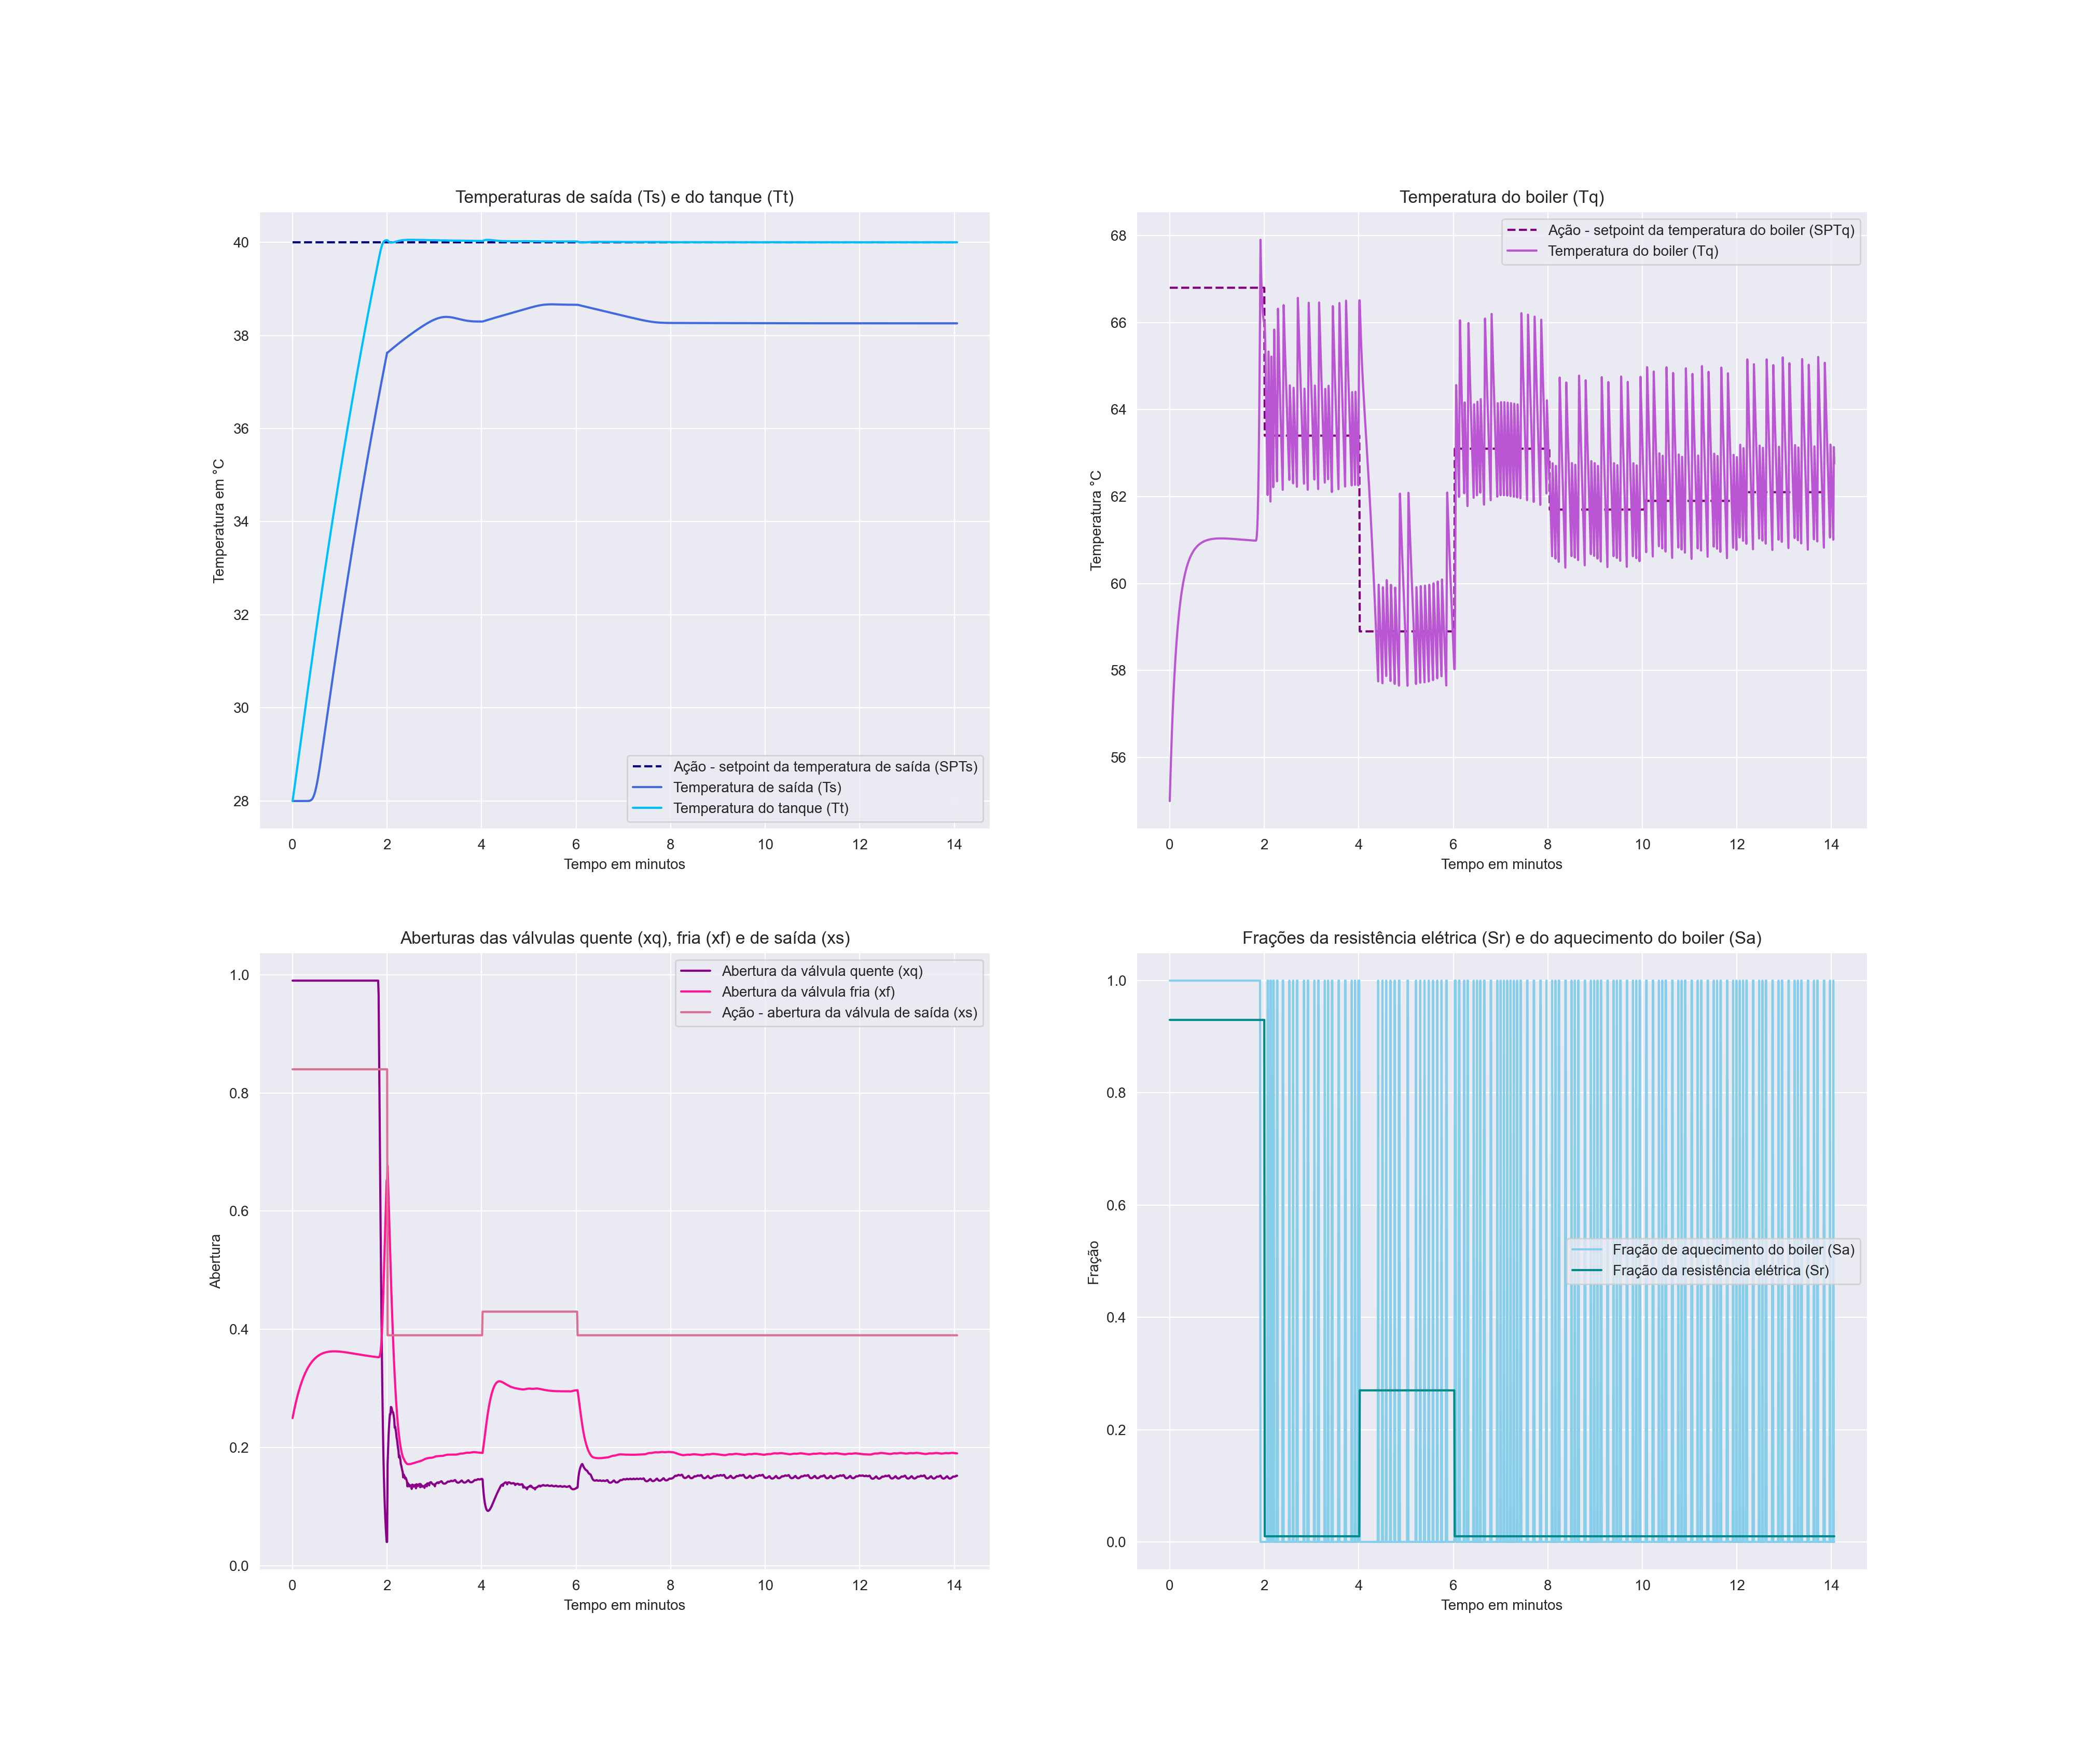 Temperaturas de saída (Ts) e do tanque (Tt)
Temperatura em °C
40
38
36
34
32
30
28
Ação - setpoint da temperatura de saída (SPTs)
Temperatura de saída (Ts)
Temperatura do tanque (Tt)
0 2 4 6 8 10 12 14
Tempo em minutos
Temperatura do boiler (Tq)
Temperatura °C
68
66
64
62
60
58
56
Ação - setpoint da temperatura do boiler (SPTq)
Temperatura do boiler (Tq)
0 2 4 6 8 10 12 14
Tempo em minutos
Aberturas das válvulas quente (xq), fria (xf) e de saída (xs)
Abertura
1.0
0.8
0.6
0.4
0.2
0.0
Abertura da válvula quente (xq)
Abertura da válvula fria (xf)
Ação - abertura da válvula de saída (xs)
0 2 4 6 8 10 12 14
Tempo em minutos
Frações da resistência elétrica (Sr) e do aquecimento do boiler (Sa)
Fração
1.0
0.8
0.6
0.4
0.2
0.0
Fração de aquecimento do boiler (Sa)
Fração da resistência elétrica (Sr)
0 2 4 6 8 10 12 14
Tempo em minutos